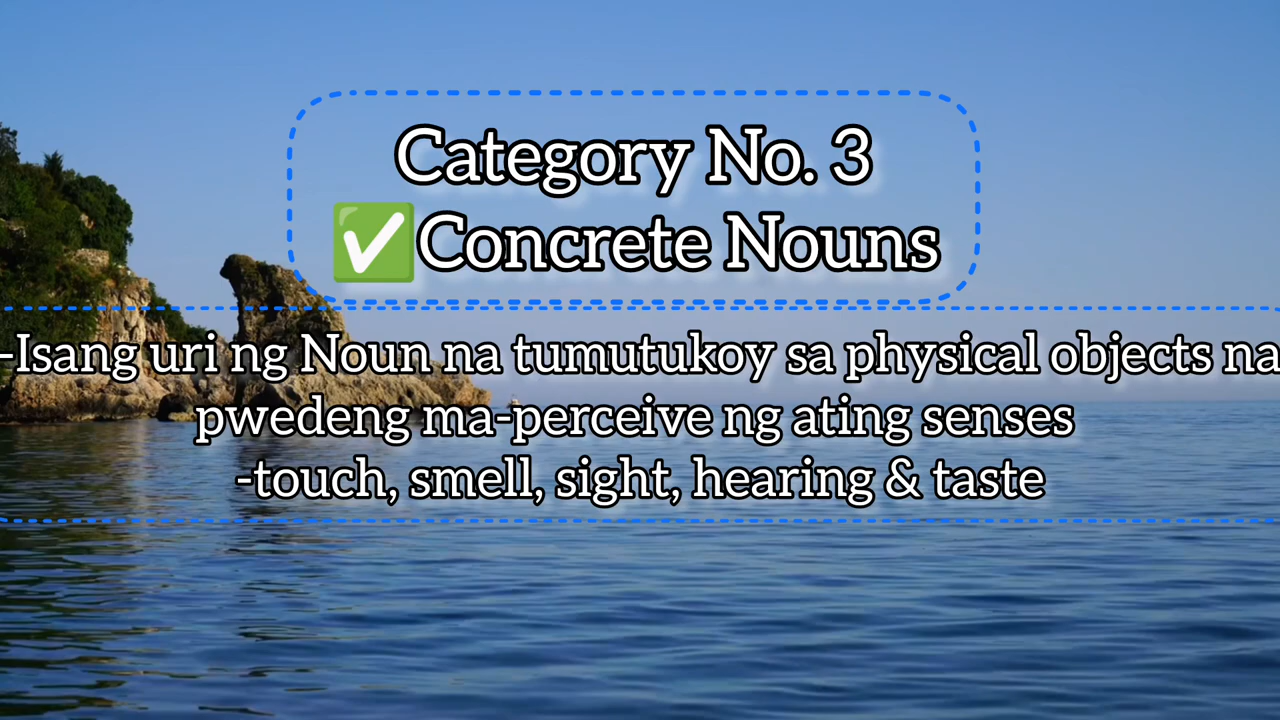 Category No. 3
✅Concrete Nouns
-Isang uri ng Noun na tumutukoy sa physical objects na
pwedeng ma-perceive ng ating senses
-touch, smell, sight, hearing & taste